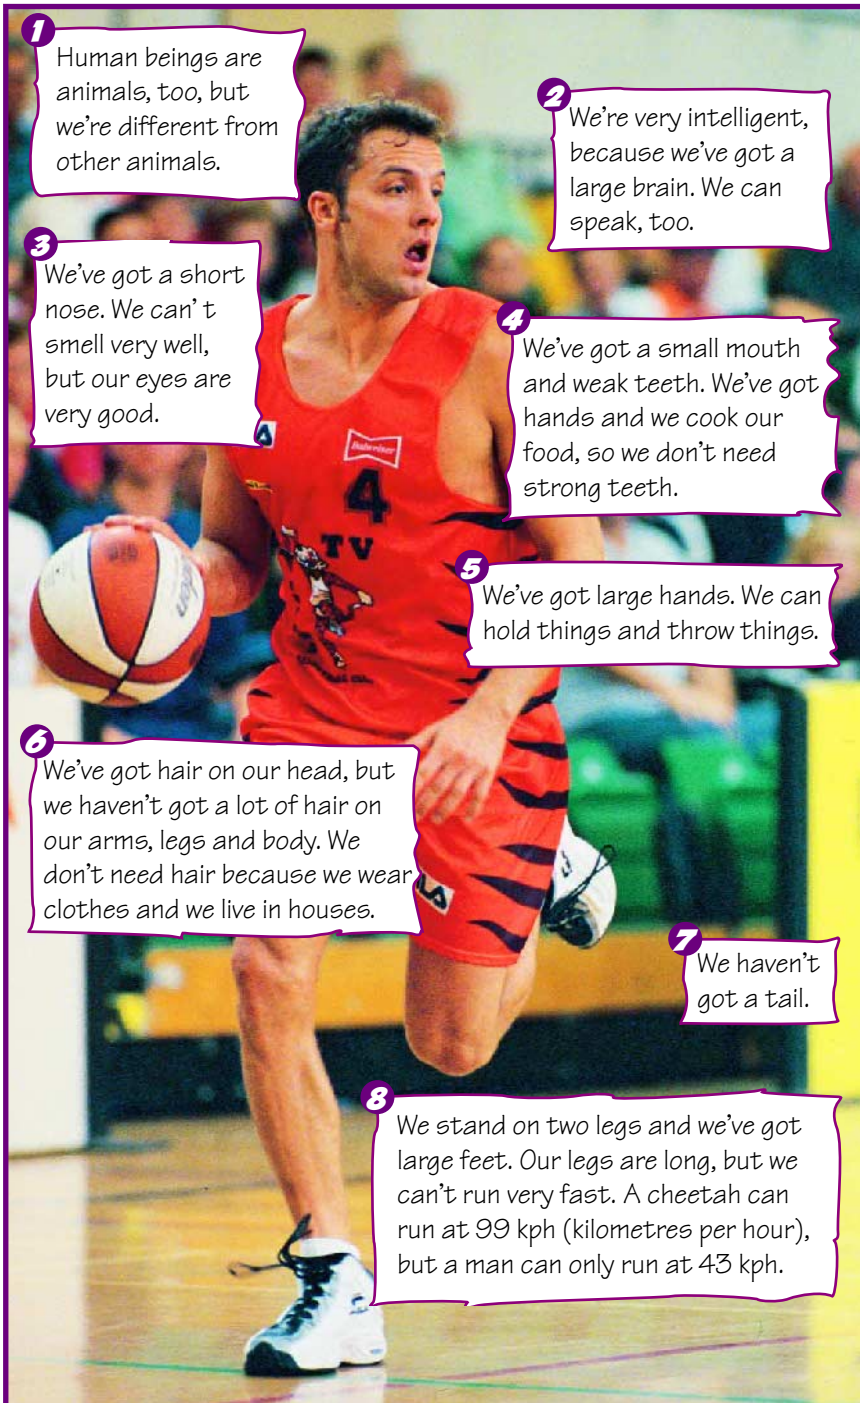 1
Human beings are
animals, too, but
we're different from
other animals.
2
We're very intelligent,
because we've got a
large brain. We can
speak, too.
3
We've got a short
nose. We can' t
smell very well,
but our eyes are
very good.
4
We've got a small mouth
and weak teeth. We've got
hands and we cook our
food, so we don't need
strong teeth.
Budweiser
4
TV
5
We've got large hands. We can
hold things and throw things.
6
We've got hair on our head, but
we haven't got a lot of hair on
our arms, legs and body. We
don't need hair because we wear
clothes and we live in houses.
7
We haven't
got a tail.
8
We stand on two legs and we've got
large feet. Our legs are long, but we
can't run very fast. A cheetah can
run at 99 kph (kilometres per hour),
but a man can only run at 43 kph.